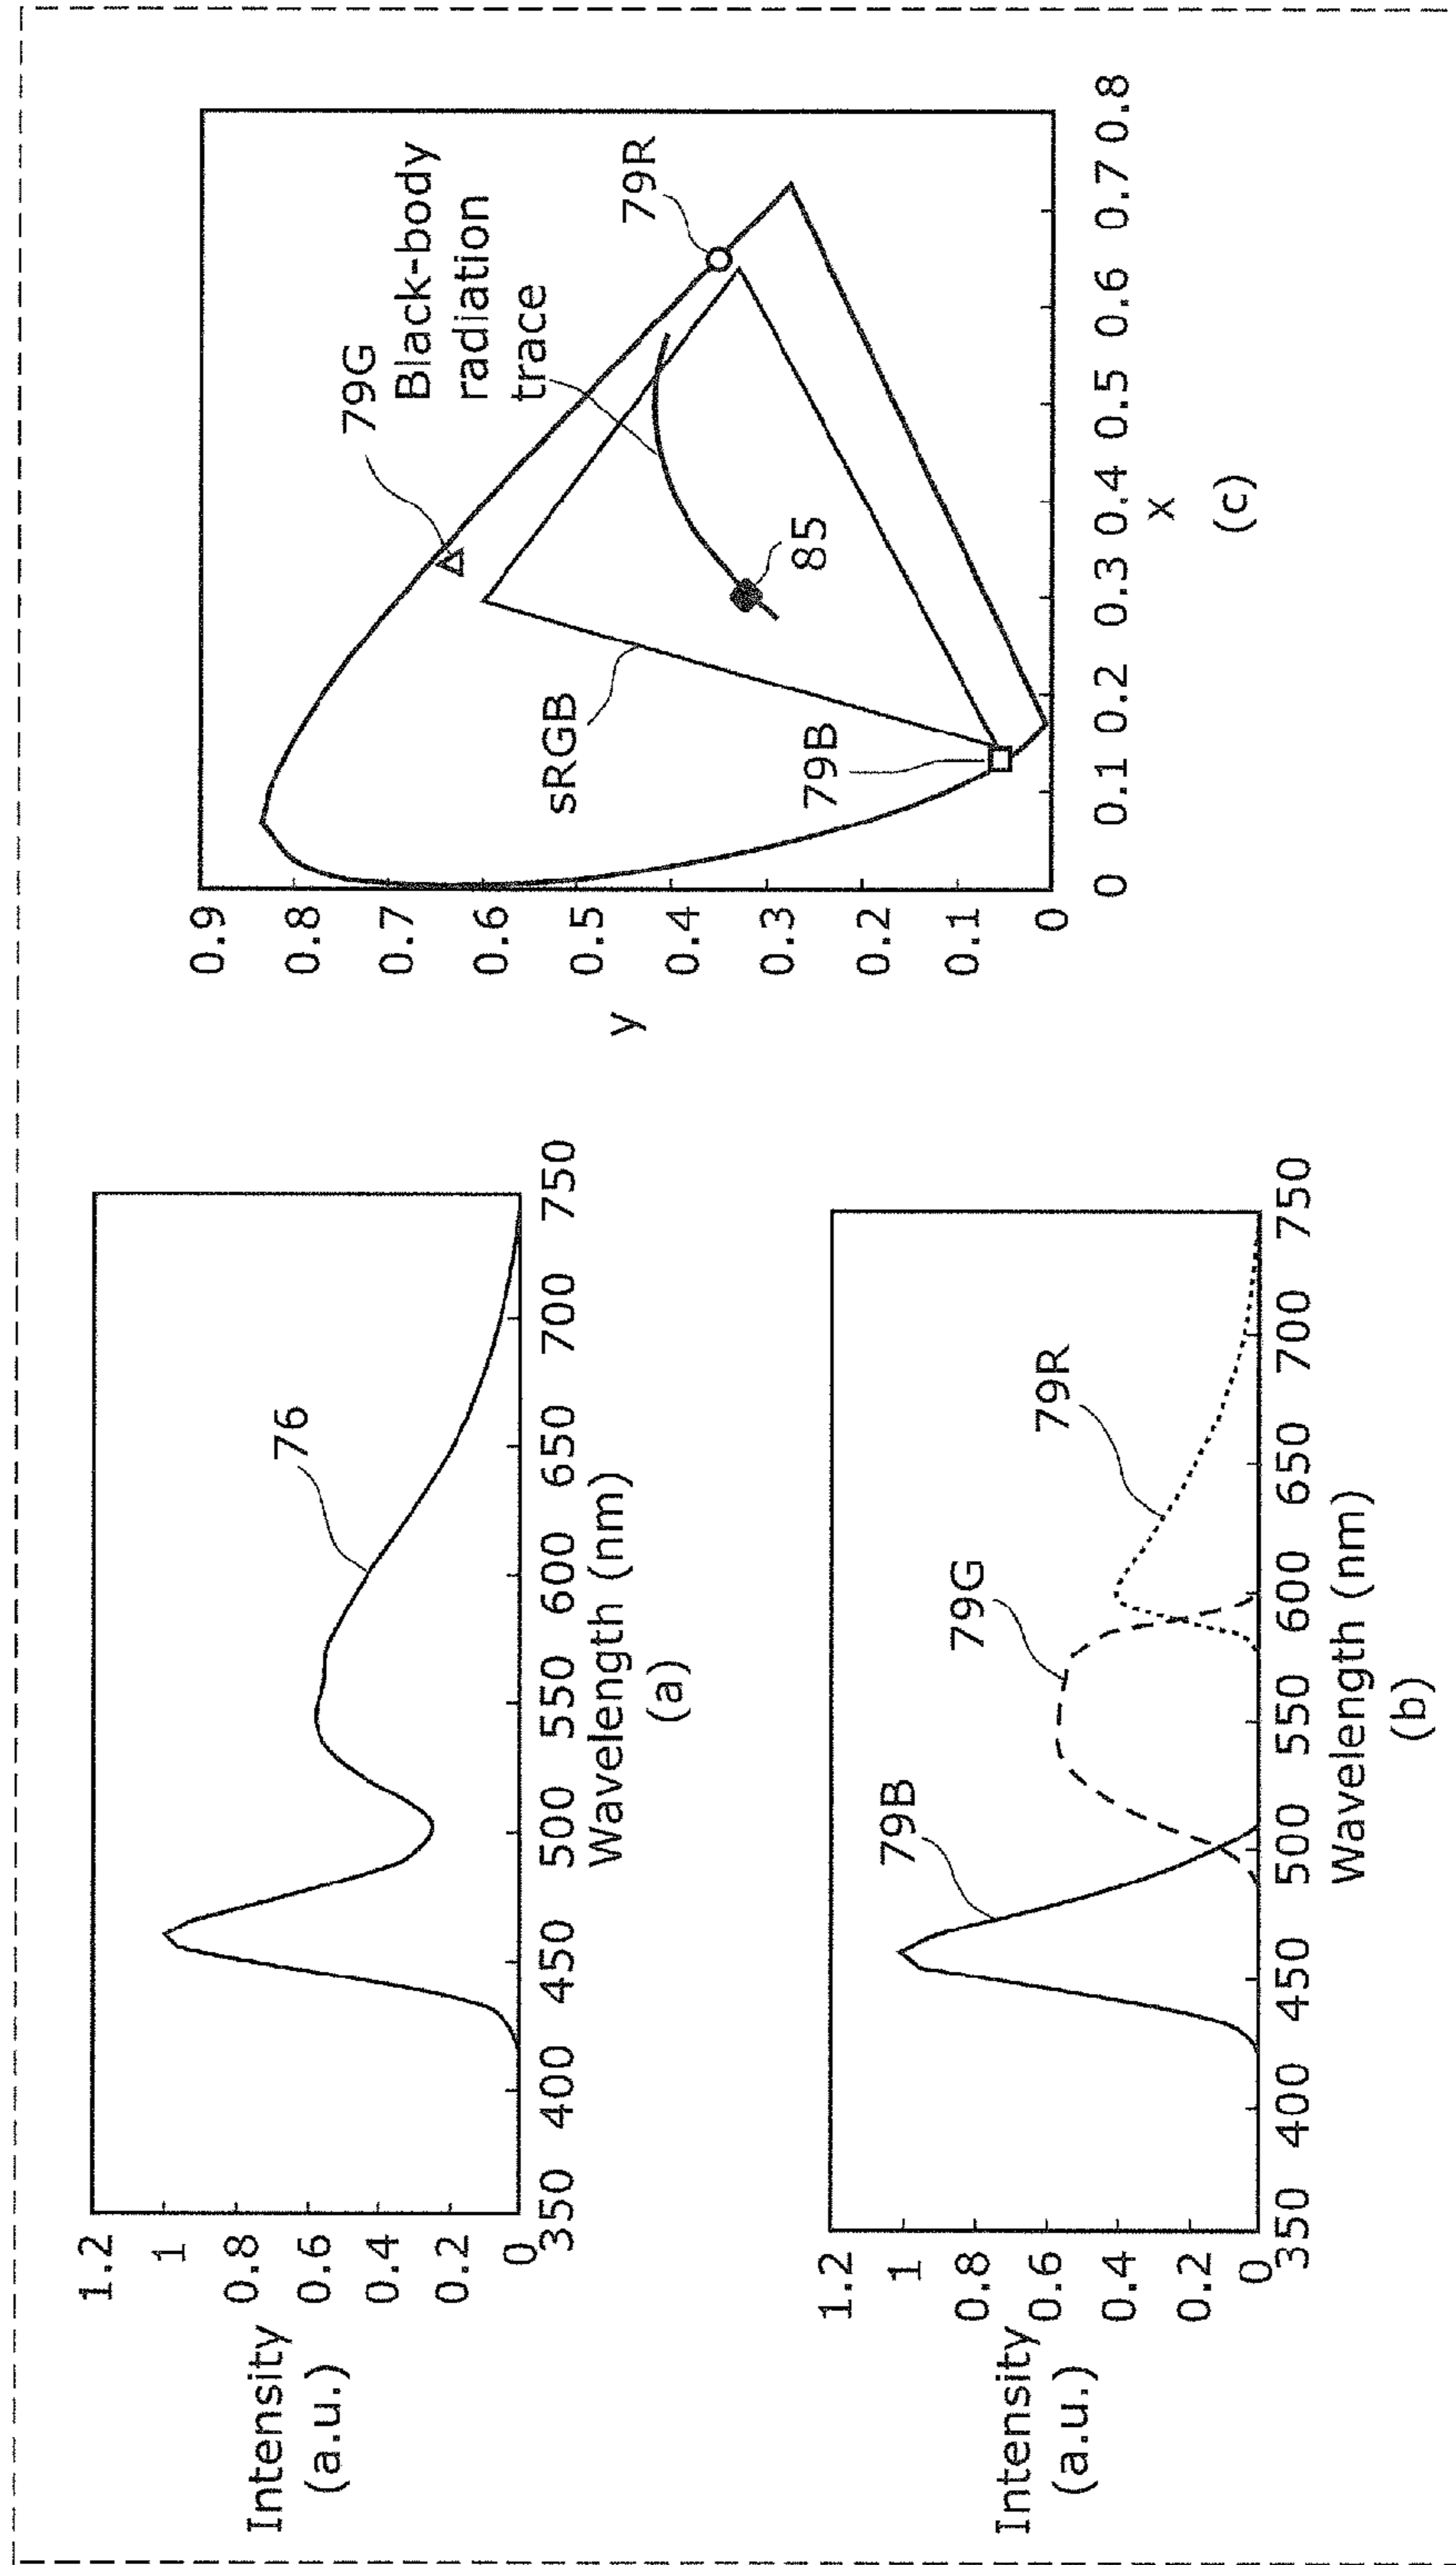 1.2
1
0.8
0.6
0.4
0.2
0
Intensity
(a.u.)
76
350 400 450 500 550 600 650 700 750
Wavelength (nm)
(a)
1.2
1
0.8
0.6
0.4
0.2
0
Intensity
(a.u.)
79B
79G
79R
350 400 450 500 550 600 650 700 750
Wavelength (nm)
(b)
0.9
0.8
0.7
0.6
0.5
0.4
0.3
0.2
0.1
0
y
79G
Black-body
radiation
trace
79R
sRGB
85
79B
0 0.1 0.2 0.3 0.4 0.5 0.6 0.7 0.8
x
(c)